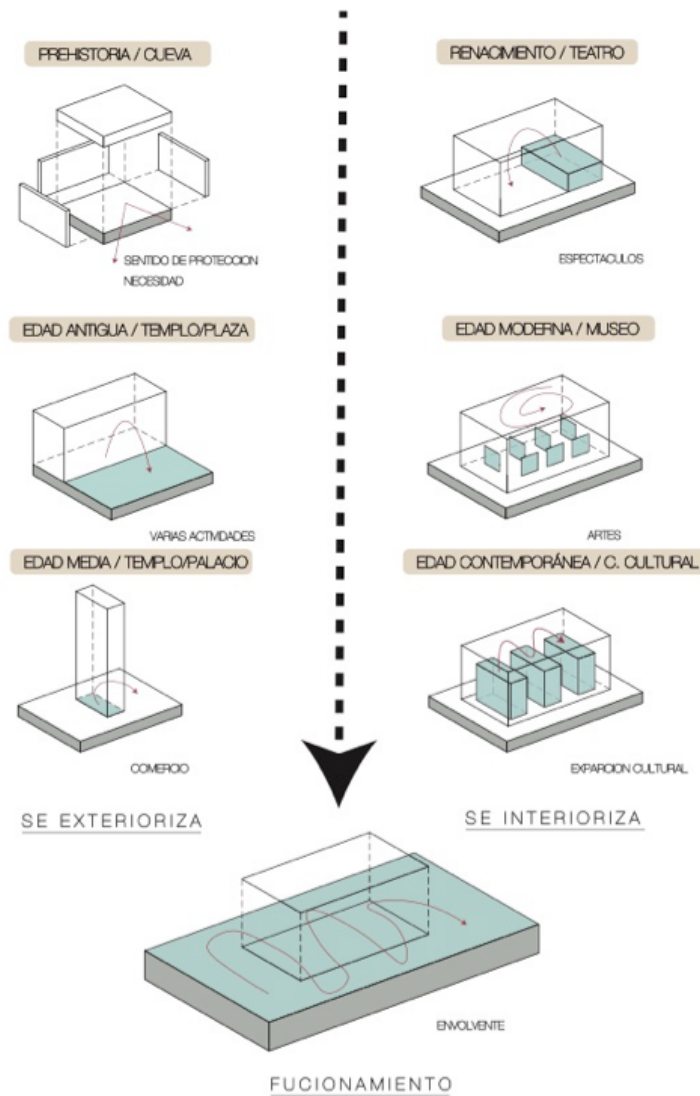 PREHISTORIA / CUEVA
SENTIDO DE PROTECCION
NECESIDAD
EDAD ANTIGUA / TEMPLO/PLAZA
VARIAS ACTIVIDADES
EDAD MEDIA / TEMPLO/PALACIO
COMERCIO
SE EXTERIORIZA
RENACIMIENTO / TEATRO
ESPECTACULOS
EDAD MODERNA / MUSEO
ARTES
EDAD CONTEMPORÁNEA / C. CULTURAL
EXPARCION CULTURAL
SE INTERIORIZA
ENVOLVENTE
FUCIONAMIENTO